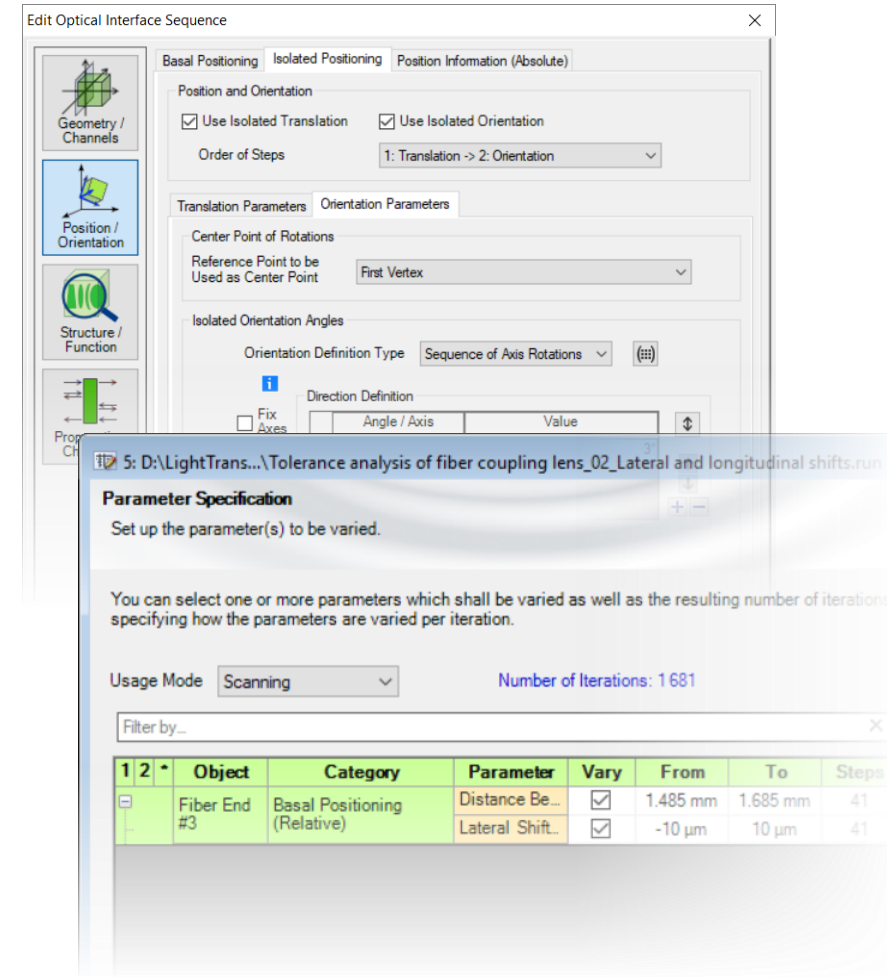 Edit Optical Interface Sequence
Basal Positioning Isolated Positioning Position Information (Absolute)
Position and Orientation
Use Isolated Translation Use Isolated Orientation
Order of Steps 1: Translation -> 2: Orientation
Geometry /
Channels
Position /
Orientation
Structure /
Function
Translation Parameters Orientation Parameters
Center Point of Rotations
Reference Point to be
Used as Center Point
First Vertex
Isolated Orientation Angles
Orientation Definition Type Sequence of Axis Rotations
Direction Definition
Fix
Axes
Angle / Axis Value
3°
5: D:\LightTrans...\Tolerance analysis of fiber coupling lens_02_Lateral and longitudinal shifts.run
Parameter Specification
Set up the parameter(s) to be varied.
You can select one or more parameters which shall be varied as well as the resulting number of iterations
specifying how the parameters are varied per iteration.
Usage Mode Scanning Number of Iterations: 1681
Filter by...
1 2 * Object Category Parameter Vary From To Steps
Fiber End
#3
Basal Positioning
(Relative)
Distance Be... 1.485 mm 1.685 mm 41
Lateral Shift... -10 µm 10 µm 41